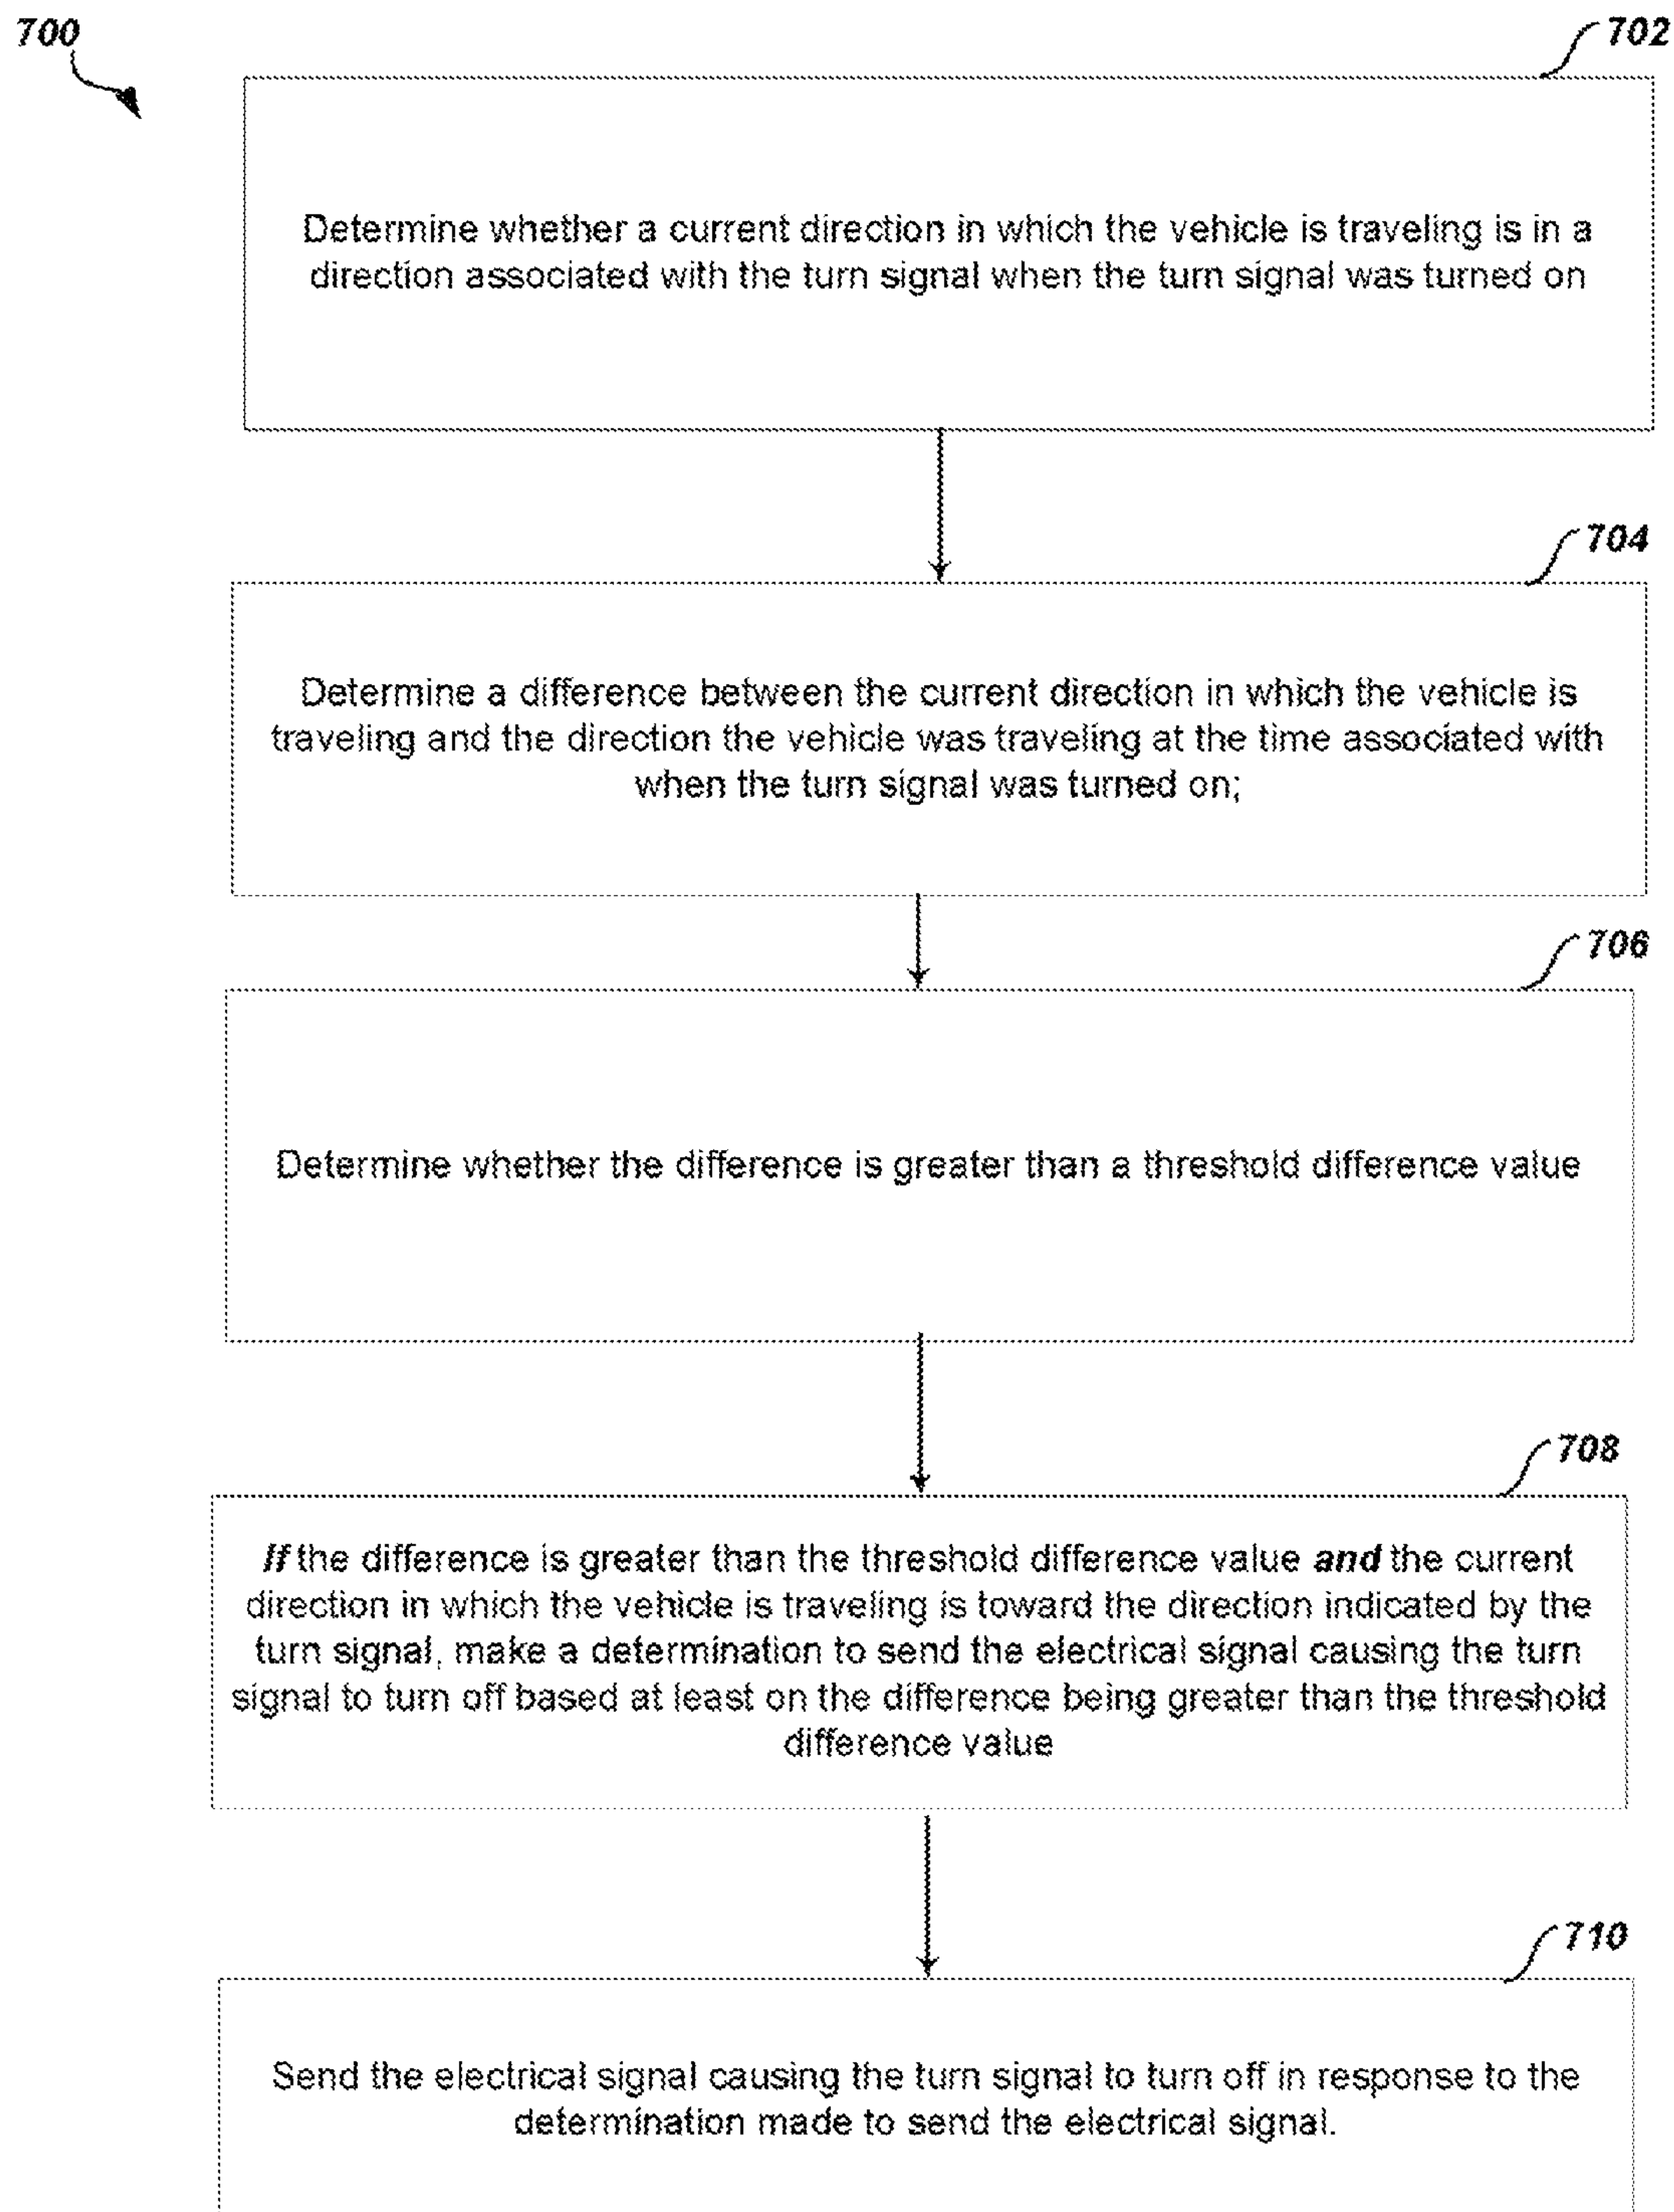 700
702
Determine whether a current direction in which the vehicle is traveling is in a
direction associated with the turn signal when the turn signal was turned on
704
Determine a difference between the current direction in which the vehicle is
traveling and the direction the vehicle was traveling at the time associated with
when the turn signal was turned on;
706
Determine whether the difference is greater than a threshold difference value
708
If the difference is greater than the threshold difference value and the current
direction in which the vehicle is traveling is toward the direction indicated by the
turn signal, make a determination to send the electrical signal causing the turn
signal to turn off based at least on the difference being greater than the threshold
difference value
710
Send the electrical signal causing the turn signal to turn off in response to the
determination made to send the electrical signal.